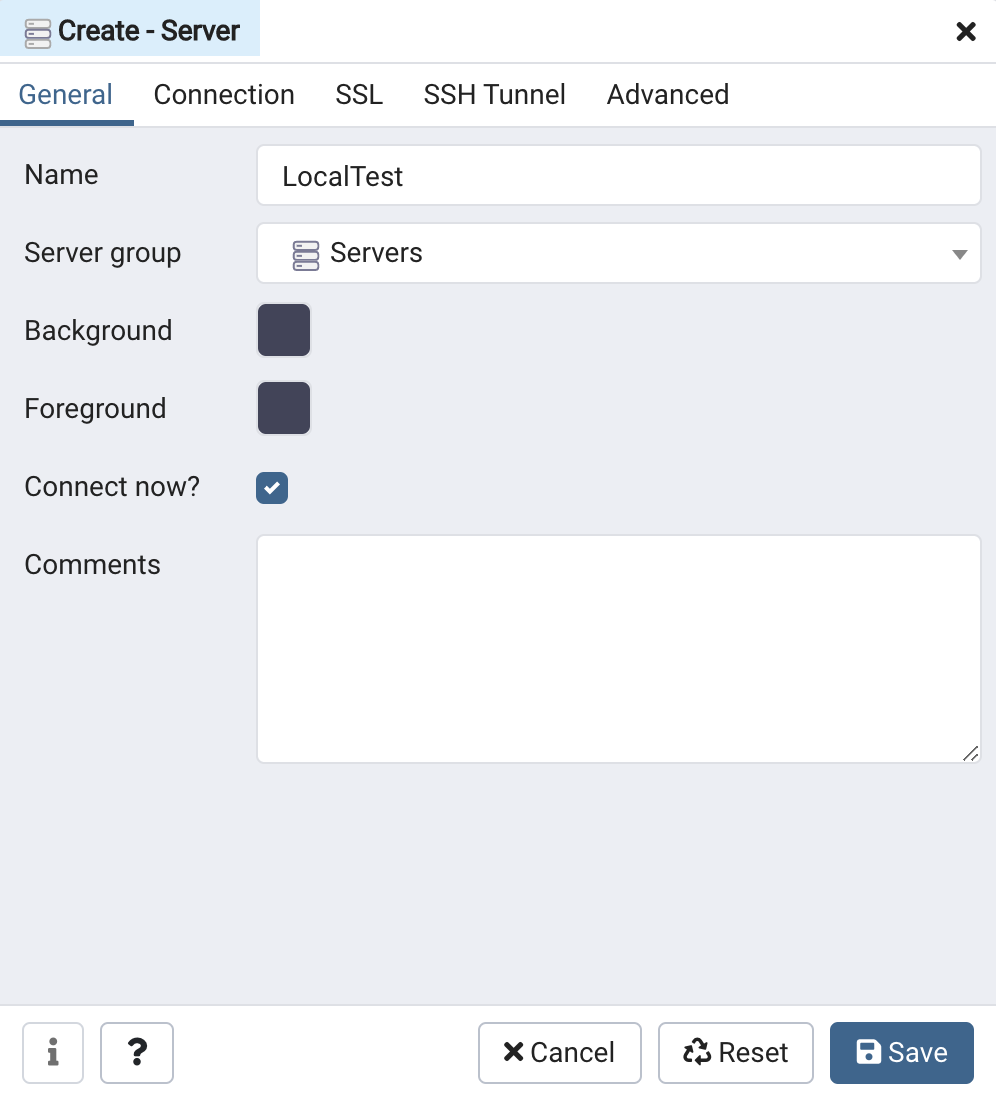 Create - Server
General Connection SSL SSH Tunnel Advanced
Name LocalTest
Server group Servers
Background
Foreground
Connect now?
Comments
i ? Cancel Reset Save